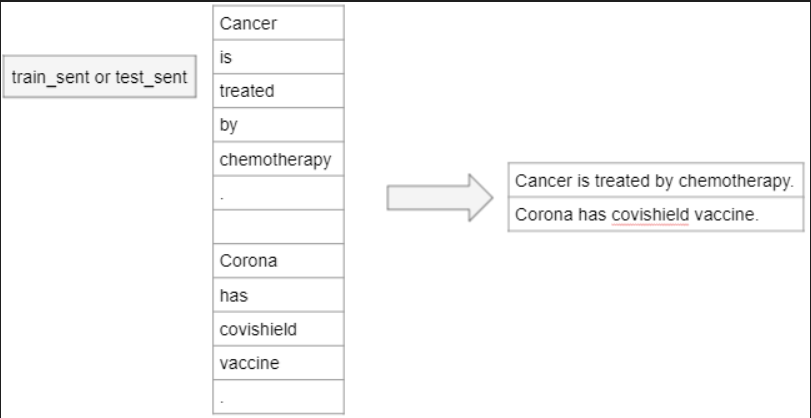 train_sent or test_sent
Cancer
is
treated
by
chemotherapy
.
Corona
has
covishield
vaccine
.
Cancer is treated by chemotherapy.
Corona has covishield vaccine.